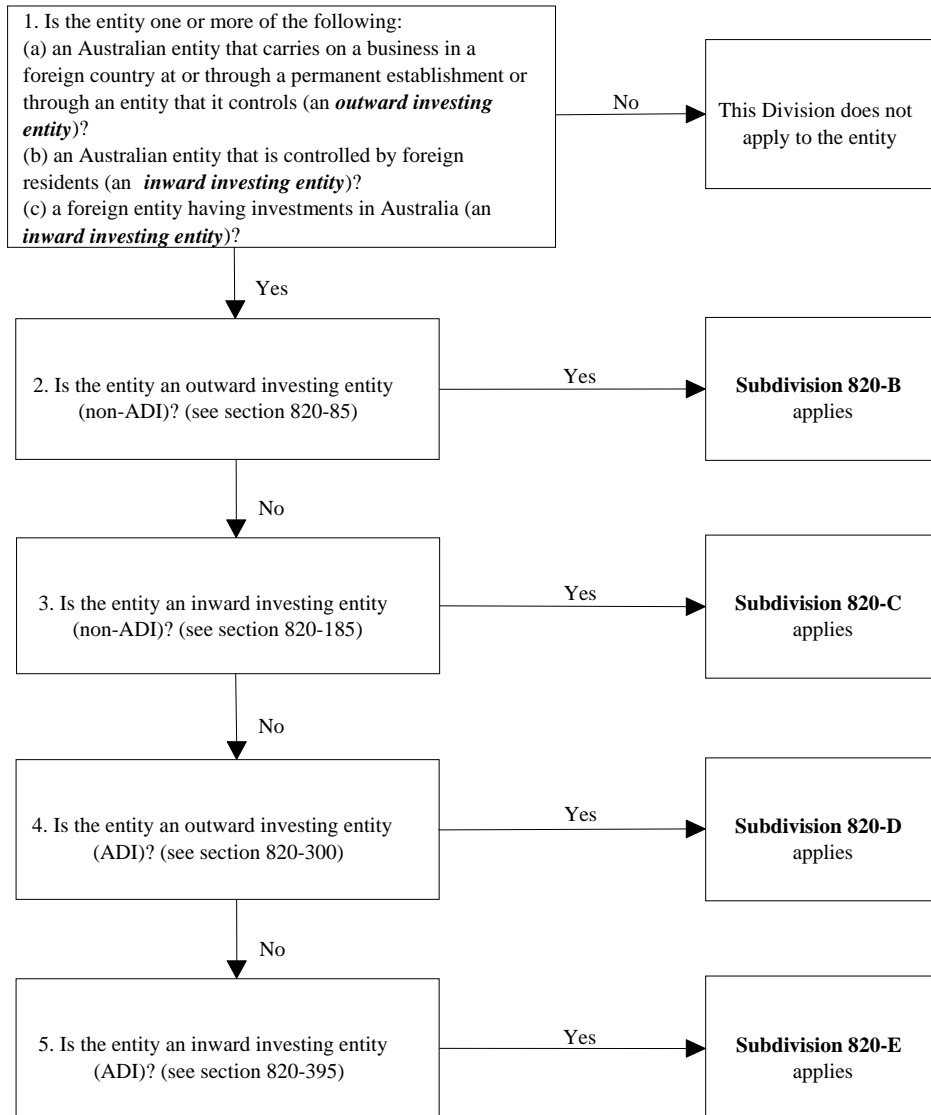 1. Is the entity one or more of the following:
(a) an Australian entity that carries on a business in a
foreign country at or through a permanent establishment or
through an entity that it controls (an outward investing
entity)?
(b) an Australian entity that is controlled by foreign
residents (an inward investing entity)?
(c) a foreign entity having investments in Australia (an
inward investing entity)?
No
This Division does not
apply to the entity
Yes
2. Is the entity an outward investing entity
(non-ADI)? (see section 820-85)
Yes
Subdivision 820-B
applies
No
3. Is the entity an inward investing entity
(non-ADI)? (see section 820-185)
Yes
Subdivision 820-C
applies
No
4. Is the entity an outward investing entity
(ADI)? (see section 820-300)
Yes
Subdivision 820-D
applies
No
5. Is the entity an inward investing entity
(ADI)? (see section 820-395)
Yes
Subdivision 820-E
applies